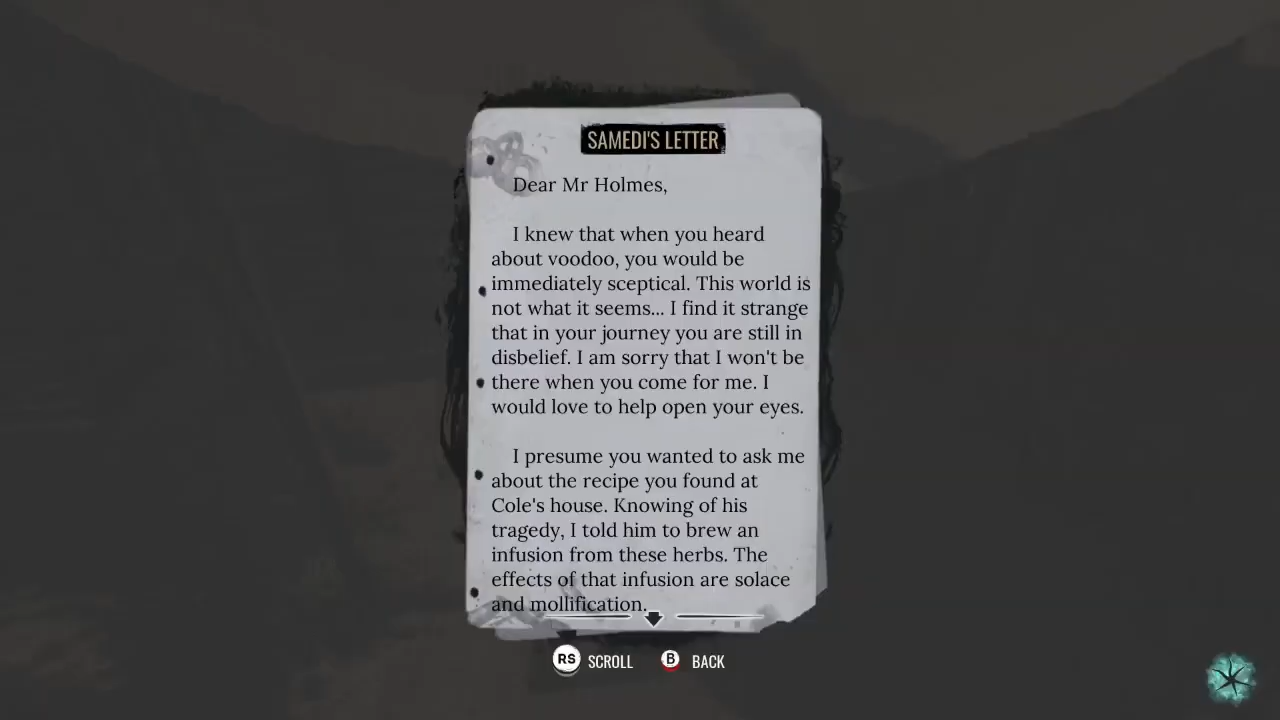 SAMEDI'S LETTER
Dear Mr Holmes,
I knew that when you heard
about voodoo, you would be
immediately sceptical. This world is
not what it seems... I find it strange
that in your journey you are still in
disbelief. I am sorry that I won't be
there when you come for me. I
would love to help open your eyes.
I presume you wanted to ask me
about the recipe you found at
Cole's house. Knowing of his
tragedy, I told him to brew an
infusion from these herbs. The
effects of that infusion are solace
and mollification.
RS SCROLL B BACK